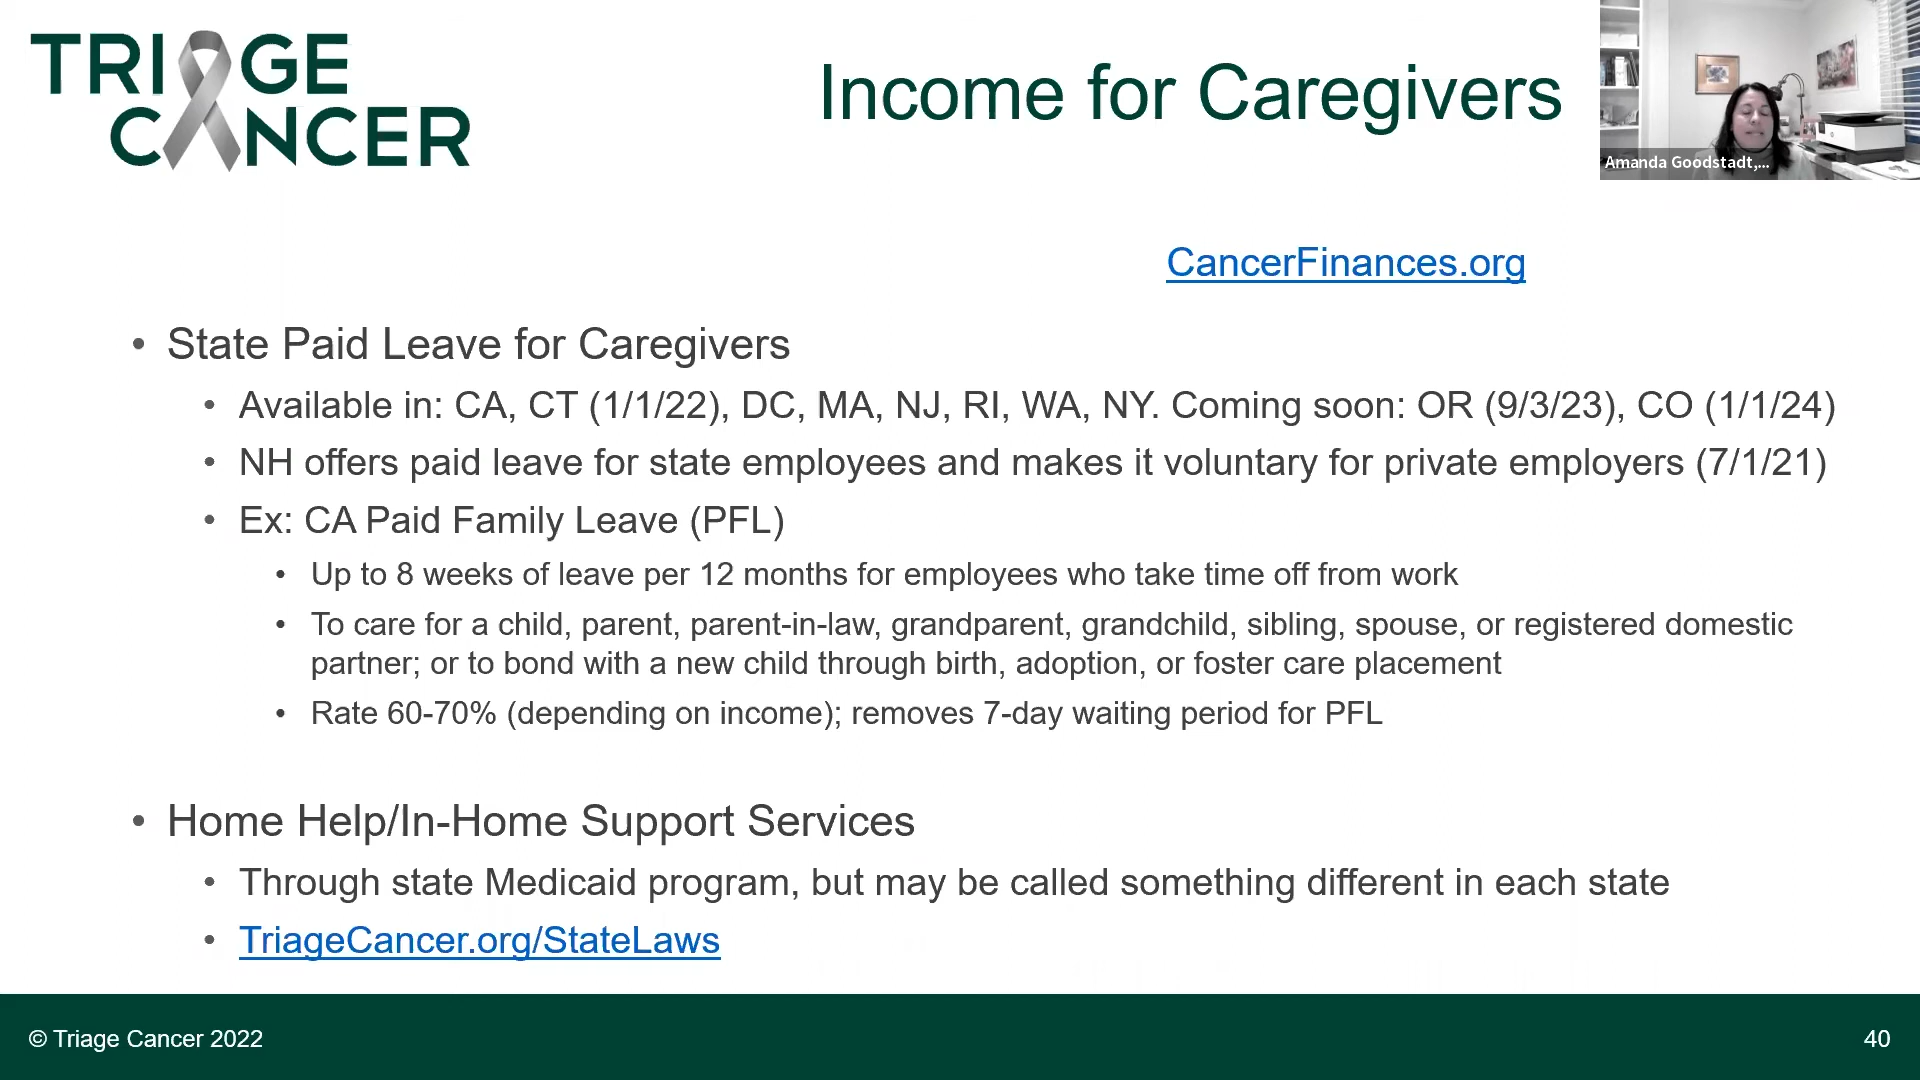 TRIAGE
CANCER
Income for Caregivers
Amanda Goodstadt,...
CancerFinances.org
• State Paid Leave for Caregivers
• Available in: CA, CT (1/1/22), DC, MA, NJ, RI, WA, NY. Coming soon: OR (9/3/23), CO (1/1/24)
• NH offers paid leave for state employees and makes it voluntary for private employers (7/1/21)
• Ex: CA Paid Family Leave (PFL)
• Up to 8 weeks of leave per 12 months for employees who take time off from work
• To care for a child, parent, parent-in-law, grandparent, grandchild, sibling, spouse, or registered domestic
partner; or to bond with a new child through birth, adoption, or foster care placement
• Rate 60-70% (depending on income); removes 7-day waiting period for PFL
• Home Help/In-Home Support Services
• Through state Medicaid program, but may be called something different in each state
• TriageCancer.org/StateLaws
© Triage Cancer 2022
40